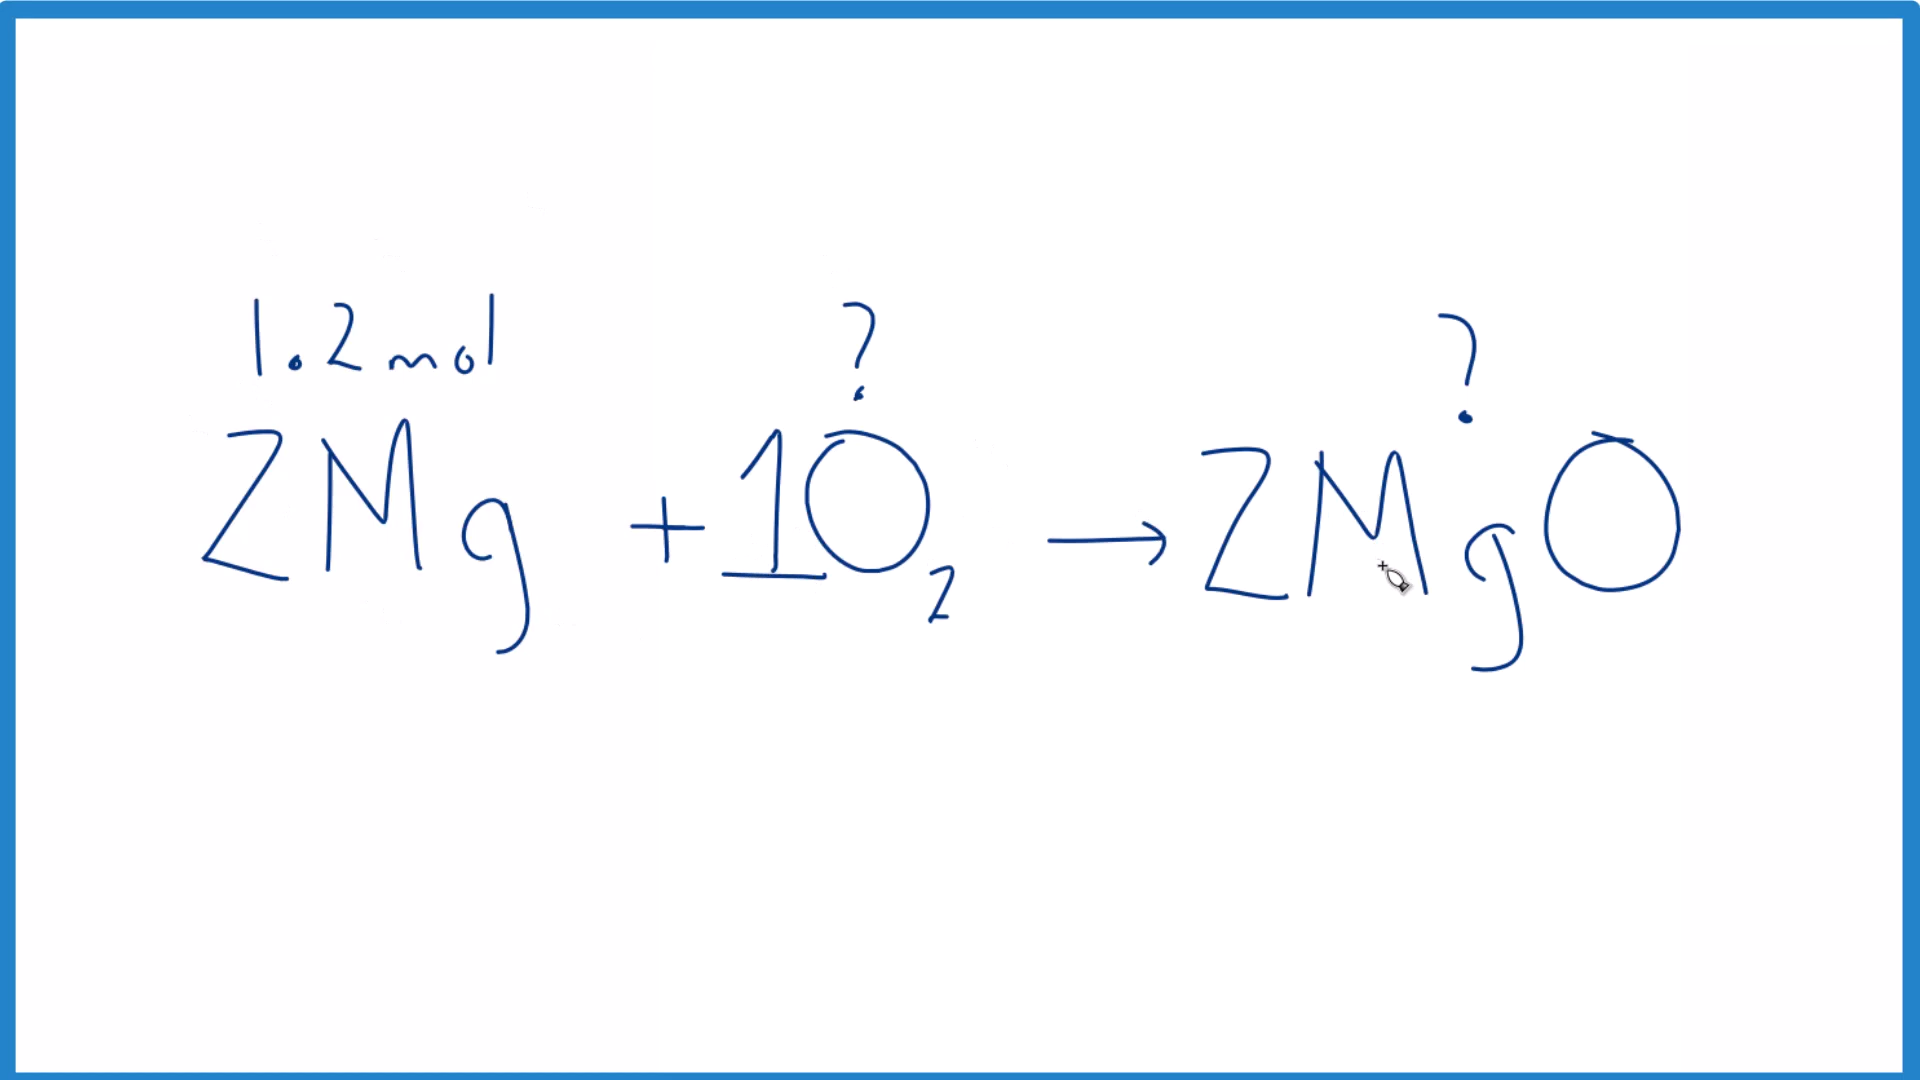 1.2 mol ? ?
2Mg + 1O₂ → 2MgO